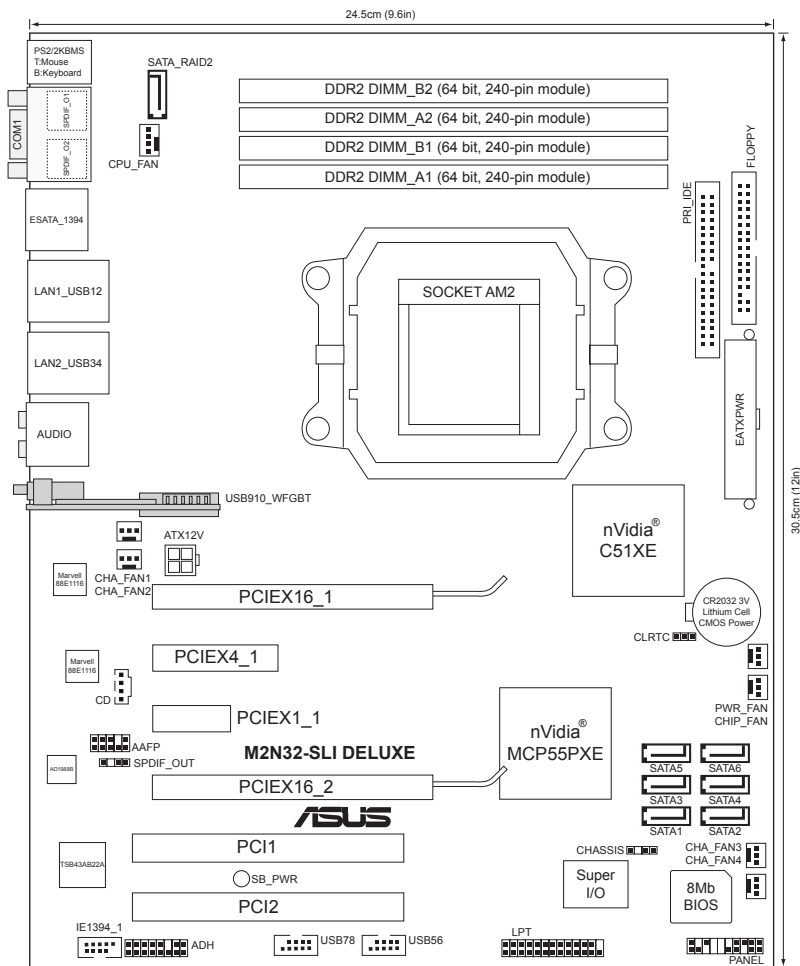 24.5cm (9.6in)
PS2/2KBMS
T:Mouse
B:Keyboard
SATA_RAID2
DDR2 DIMM_B2 (64 bit, 240-pin module)
DDR2 DIMM_A2 (64 bit, 240-pin module)
DDR2 DIMM_B1 (64 bit, 240-pin module)
DDR2 DIMM_A1 (64 bit, 240-pin module)
SPDIF_O1
COM1
SPDIF_O2
CPU_FAN
FLOPPY
PRI_IDE
ESATA_1394
LAN1_USB12
SOCKET AM2
LAN2_USB34
EATXPWR
AUDIO
30.5cm (12in)
USB910_WFGBT
nVidia®
C51XE
ATX12V
Marvell
88E1116
CHA_FAN1
CHA_FAN2
PCIEX16_1
CR2032 3V
Lithium Cell
CMOS Power
CLRTC
PCIEX4_1
Marvell
88E1116
CD
PWR_FAN
CHIP_FAN
PCIEX1_1
nVidia®
MCP55PXE
AAFP
M2N32-SLI DELUXE
SPDIF_OUT
AD1988B
SATA5
SATA6
PCIEX16_2
SATA3
SATA4
ASUS
SATA1
SATA2
PCI1
CHASSIS
CHA_FAN3
CHA_FAN4
TSB43AB22A
SB_PWR
Super
I/O
8Mb
BIOS
PCI2
IE1394_1
ADH
USB78
USB56
LPT
PANEL